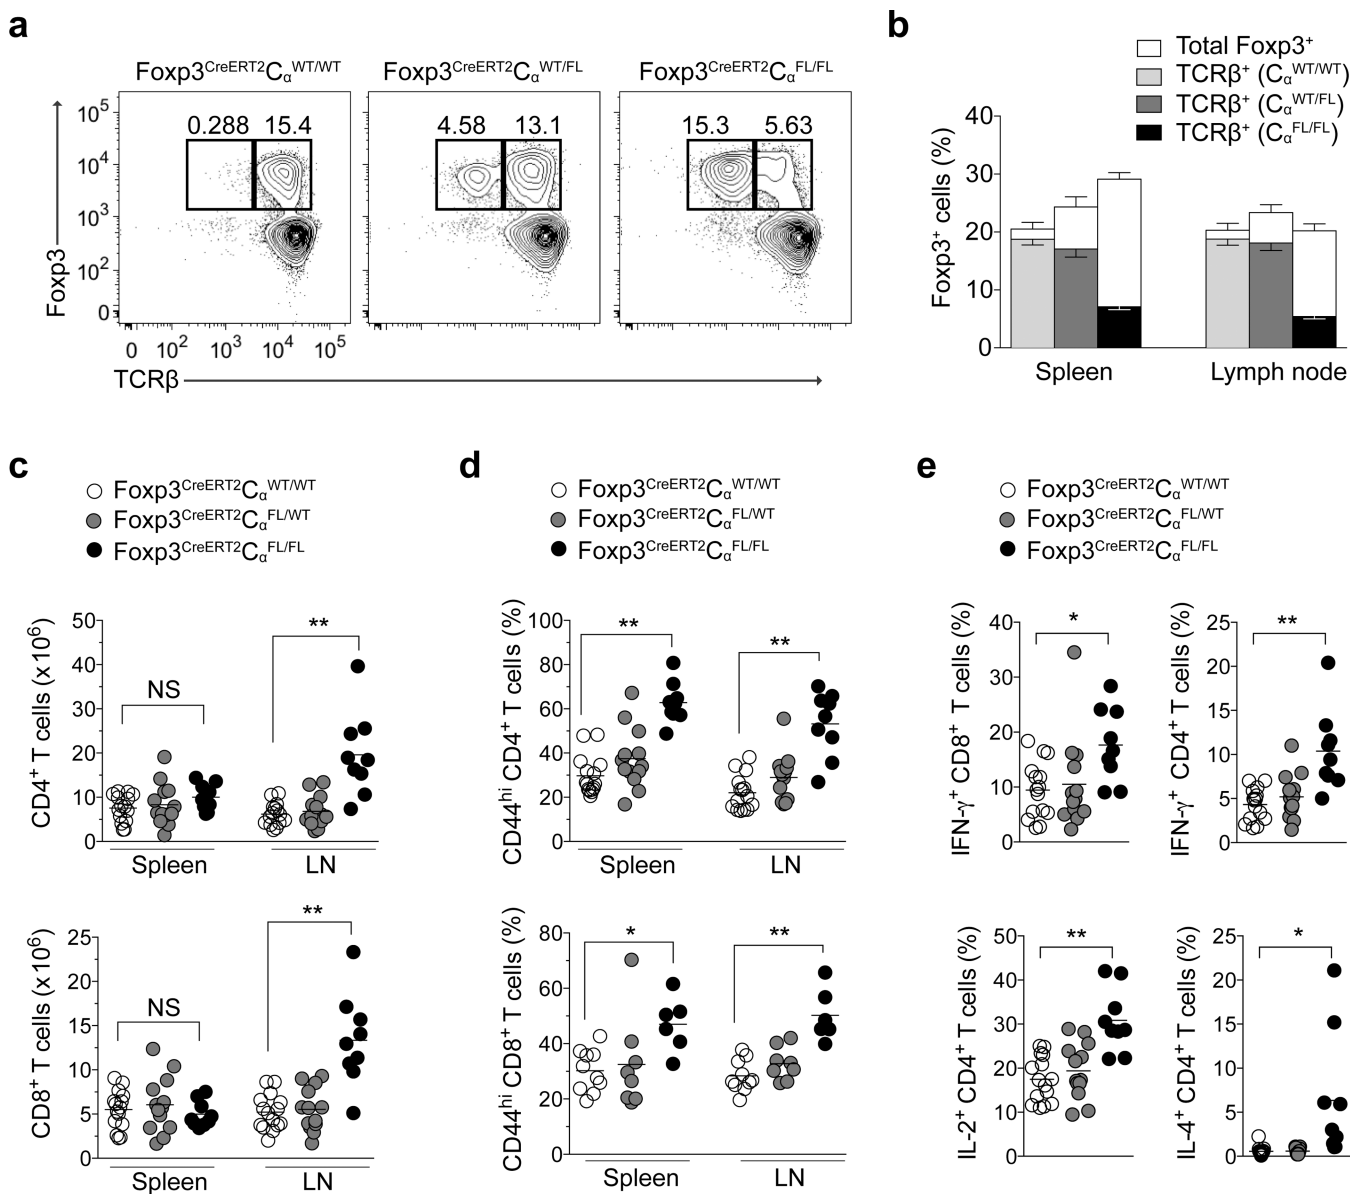 a
Foxp3CreERT2CαWT/WT
Foxp3CreERT2CαWT/FL
Foxp3CreERT2CαFL/FL
0.288 15.4
4.58 13.1
15.3 5.63
10⁵
10⁴
10³
10²
0
Foxp3
0 10² 10³ 10⁴ 10⁵
TCRβ
b
Total Foxp3⁺
TCRβ⁺ (CαWT/WT)
TCRβ⁺ (CαWT/FL)
TCRβ⁺ (CαFL/FL)
Foxp3⁺ cells (%)
40
30
20
10
0
Spleen Lymph node
c
Foxp3CreERT2CαWT/WT
Foxp3CreERT2CαFL/WT
Foxp3CreERT2CαFL/FL
CD4⁺ T cells (x10⁶)
50
40
30
20
10
0
NS
**
Spleen LN
CD8⁺ T cells (x10⁶)
25
20
15
10
5
0
NS
**
Spleen LN
d
Foxp3CreERT2CαWT/WT
Foxp3CreERT2CαFL/WT
Foxp3CreERT2CαFL/FL
CD44hi CD4⁺ T cells (%)
100
80
60
40
20
0
**
**
Spleen LN
CD44hi CD8⁺ T cells (%)
80
60
40
20
0
*
**
Spleen LN
e
Foxp3CreERT2CαWT/WT
Foxp3CreERT2CαFL/WT
Foxp3CreERT2CαFL/FL
IFN-γ⁺ CD8⁺ T cells (%)
40
30
20
10
0
*
IFN-γ⁺ CD4⁺ T cells (%)
25
20
15
10
5
0
**
IL-2⁺ CD4⁺ T cells (%)
50
40
30
20
10
0
**
IL-4⁺ CD4⁺ T cells (%)
25
20
15
10
5
0
*